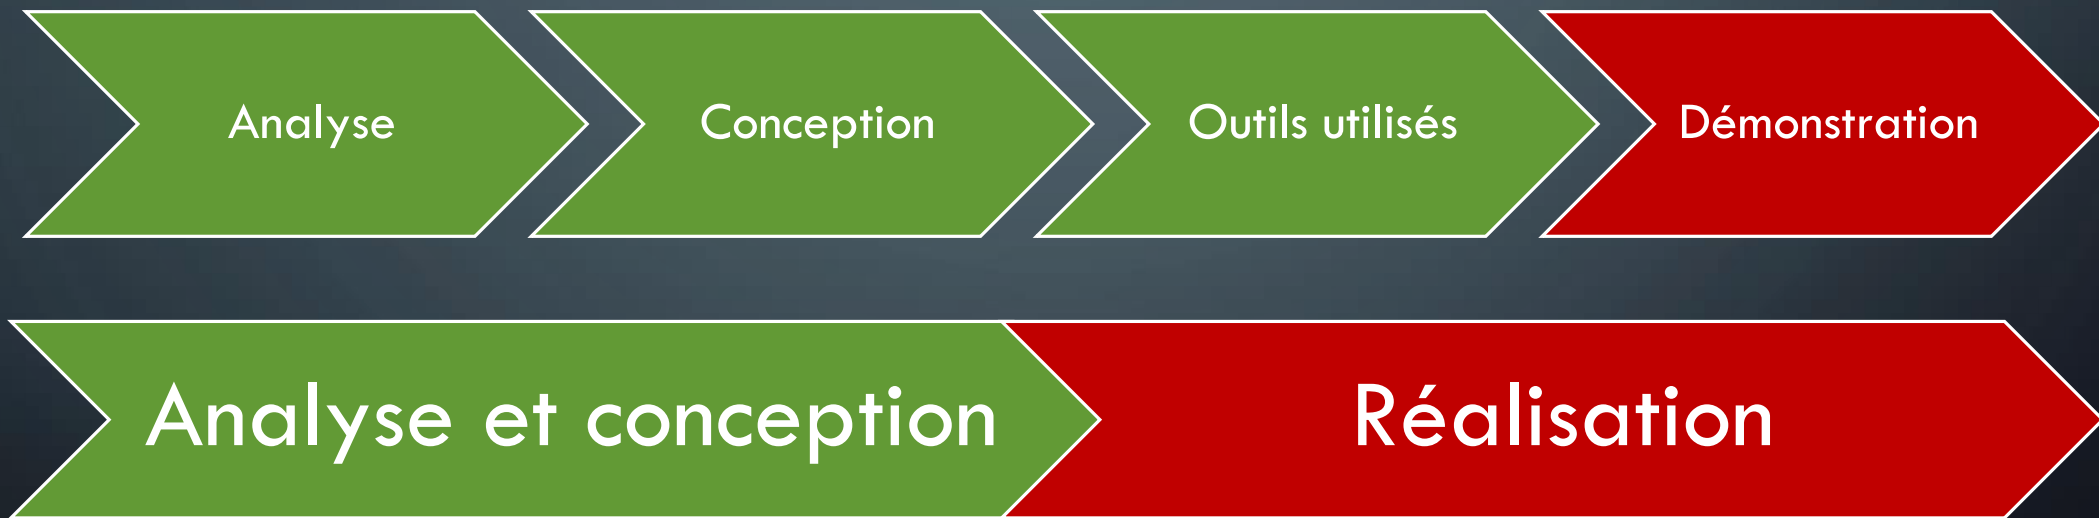 Analyse
Conception
Outils utilisés
Démonstration
Analyse et conception
Réalisation